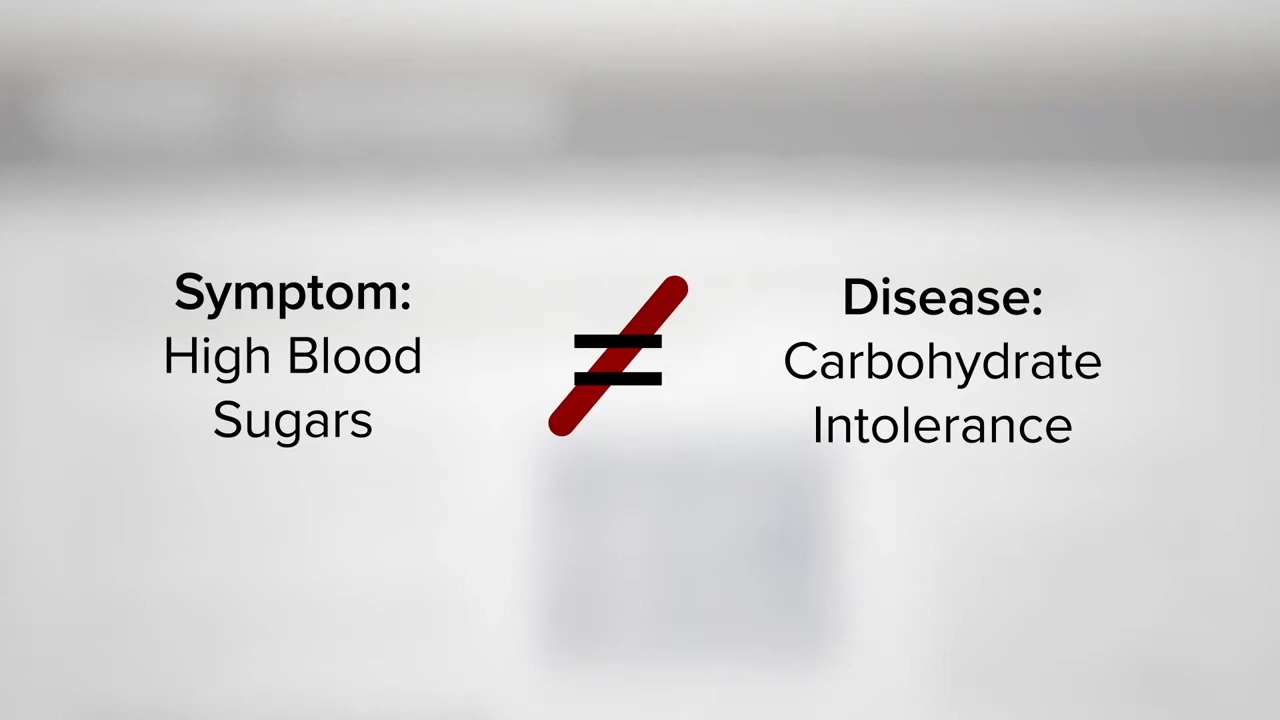 Symptom:
High Blood
Sugars
≠
Disease:
Carbohydrate
Intolerance